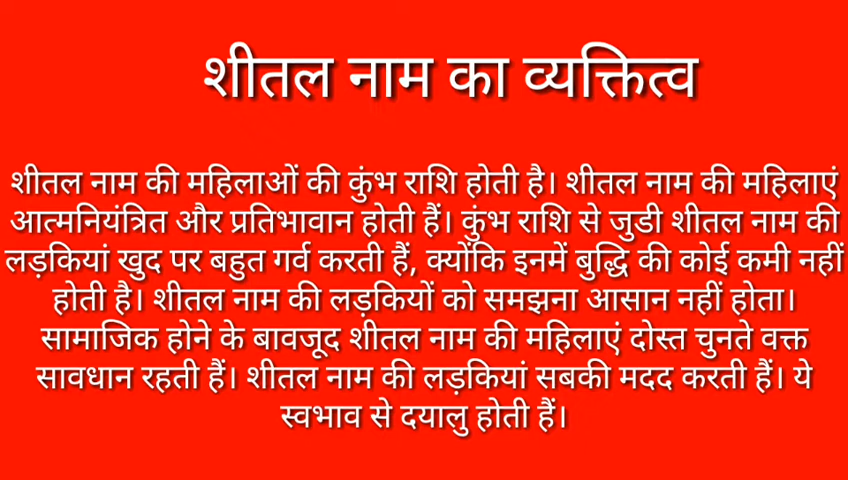 शीतल नाम का व्यक्तित्व
शीतल नाम की महिलाओं की कुंभ राशि होती है। शीतल नाम की महिलाएं
आत्मनियंत्रित और प्रतिभावान होती हैं। कुंभ राशि से जुडी शीतल नाम की
लड़कियां खुद पर बहुत गर्व करती हैं, क्योंकि इनमें बुद्धि की कोई कमी नहीं
होती है। शीतल नाम की लड़कियों को समझना आसान नहीं होता।
सामाजिक होने के बावजूद शीतल नाम की महिलाएं दोस्त चुनते वक्त
सावधान रहती हैं। शीतल नाम की लड़कियां सबकी मदद करती हैं। ये
स्वभाव से दयालु होती हैं।